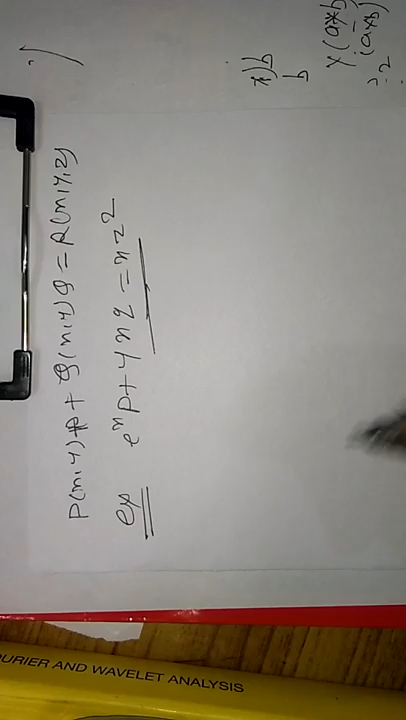 P(x,y)p + Q(x,y)q = R(x,y,z)
ex e^x p + y x q = x z^2
URIER AND WAVELET ANALYSIS